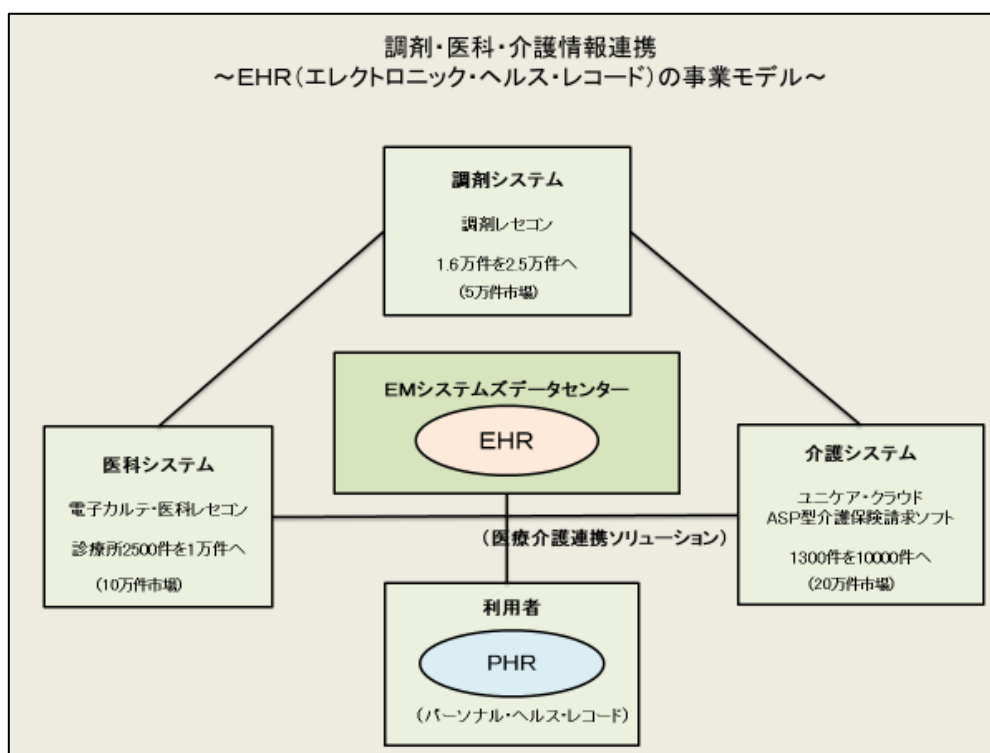 調剤・医科・介護情報連携
～EHR(エレクトロニック・ヘルス・レコード)の事業モデル～
調剤システム
調剤レセコン
1.6万件を2.5万件へ
(5万件市場)
EMシステムズデータセンター
EHR
医科システム
電子カルテ・医科レセコン
診療所2500件を1万件へ
(10万件市場)
介護システム
ユニケア・クラウド
ASP型介護保険請求ソフト
1300件を10000件へ
(20万件市場)
(医療介護連携ソリューション)
利用者
PHR
(パーソナル・ヘルス・レコード)